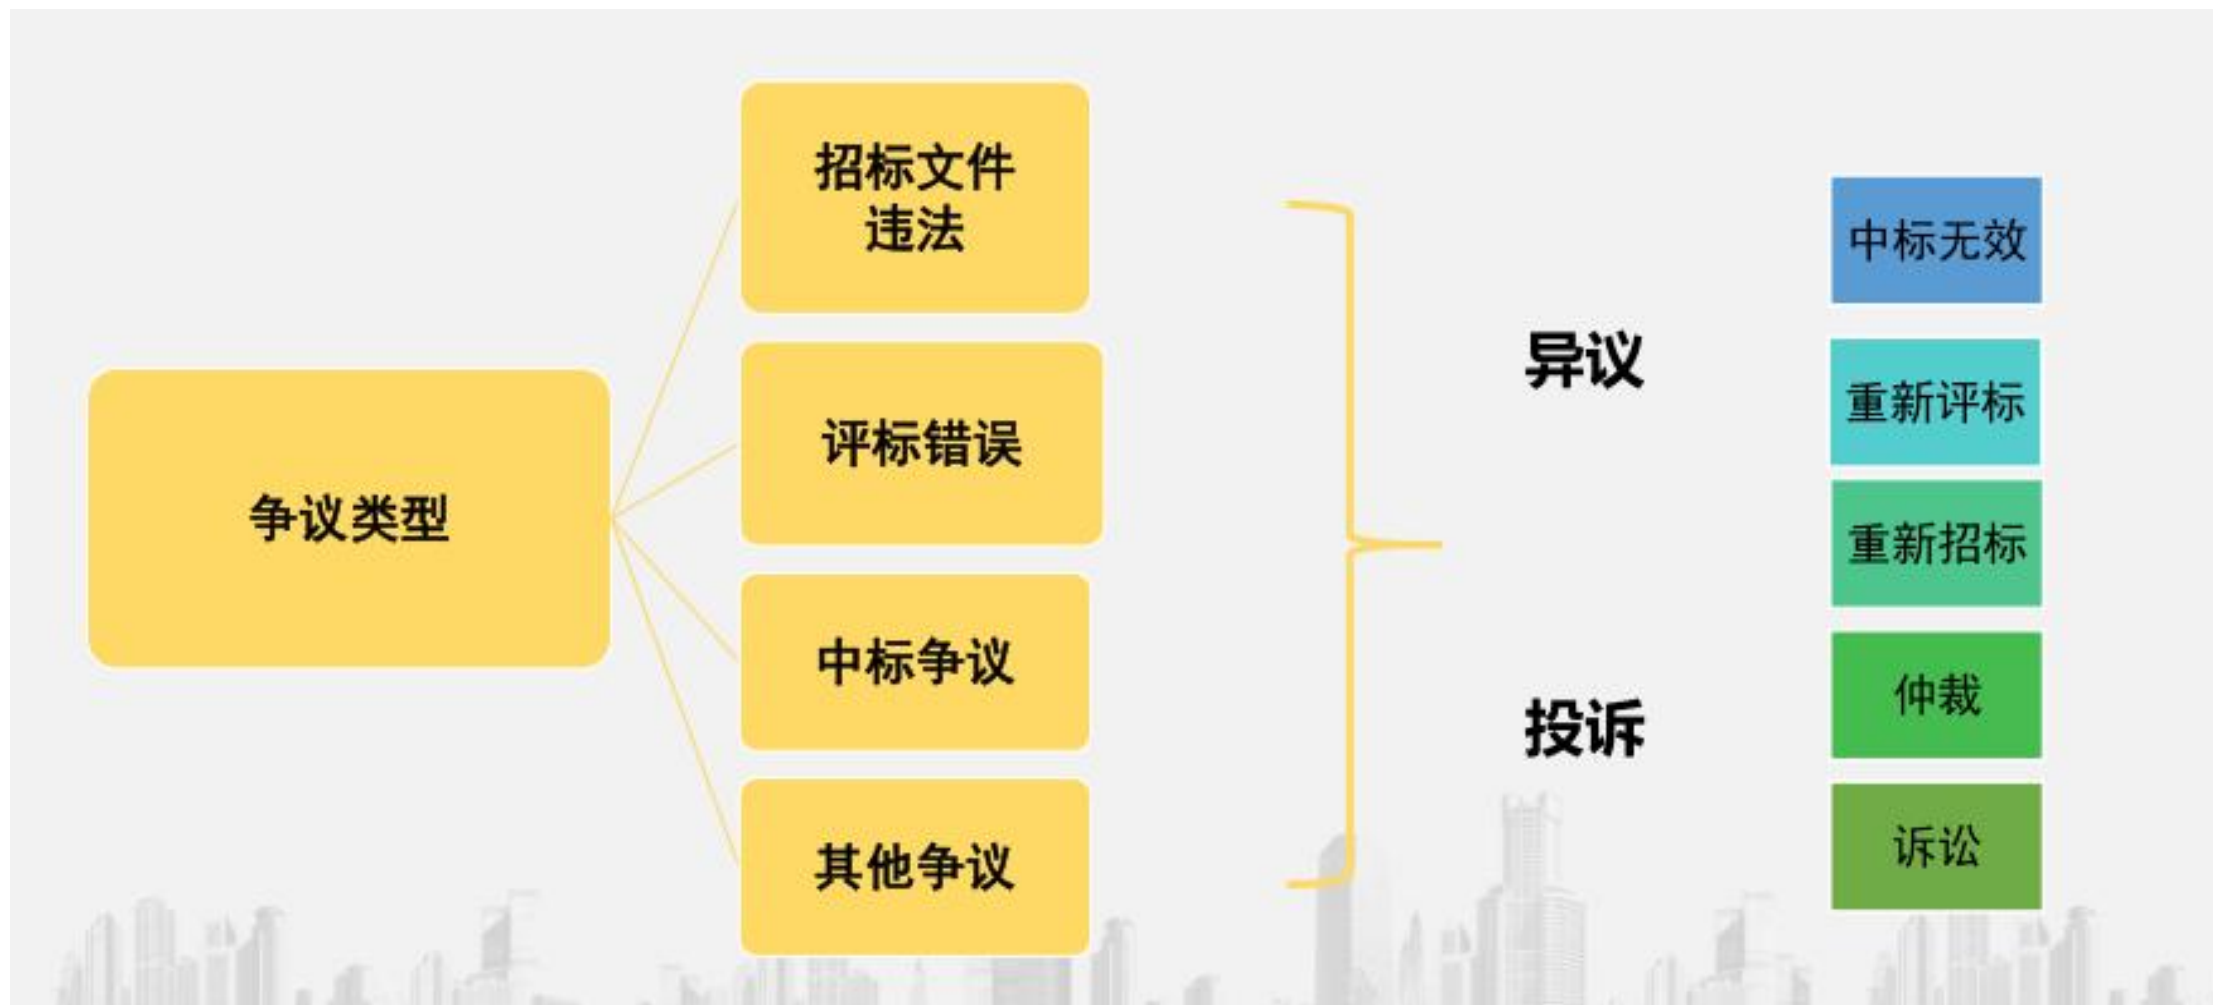 争议类型
招标文件
违法
评标错误
中标争议
其他争议
异议
投诉
中标无效
重新评标
重新招标
仲裁
诉讼